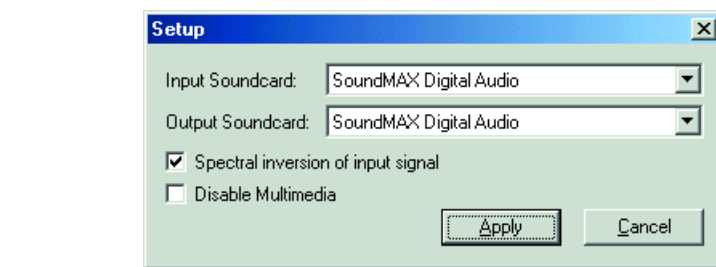 Setup
Input Soundcard: SoundMAX Digital Audio
Output Soundcard: SoundMAX Digital Audio
Spectral inversion of input signal
Disable Multimedia
Apply Cancel